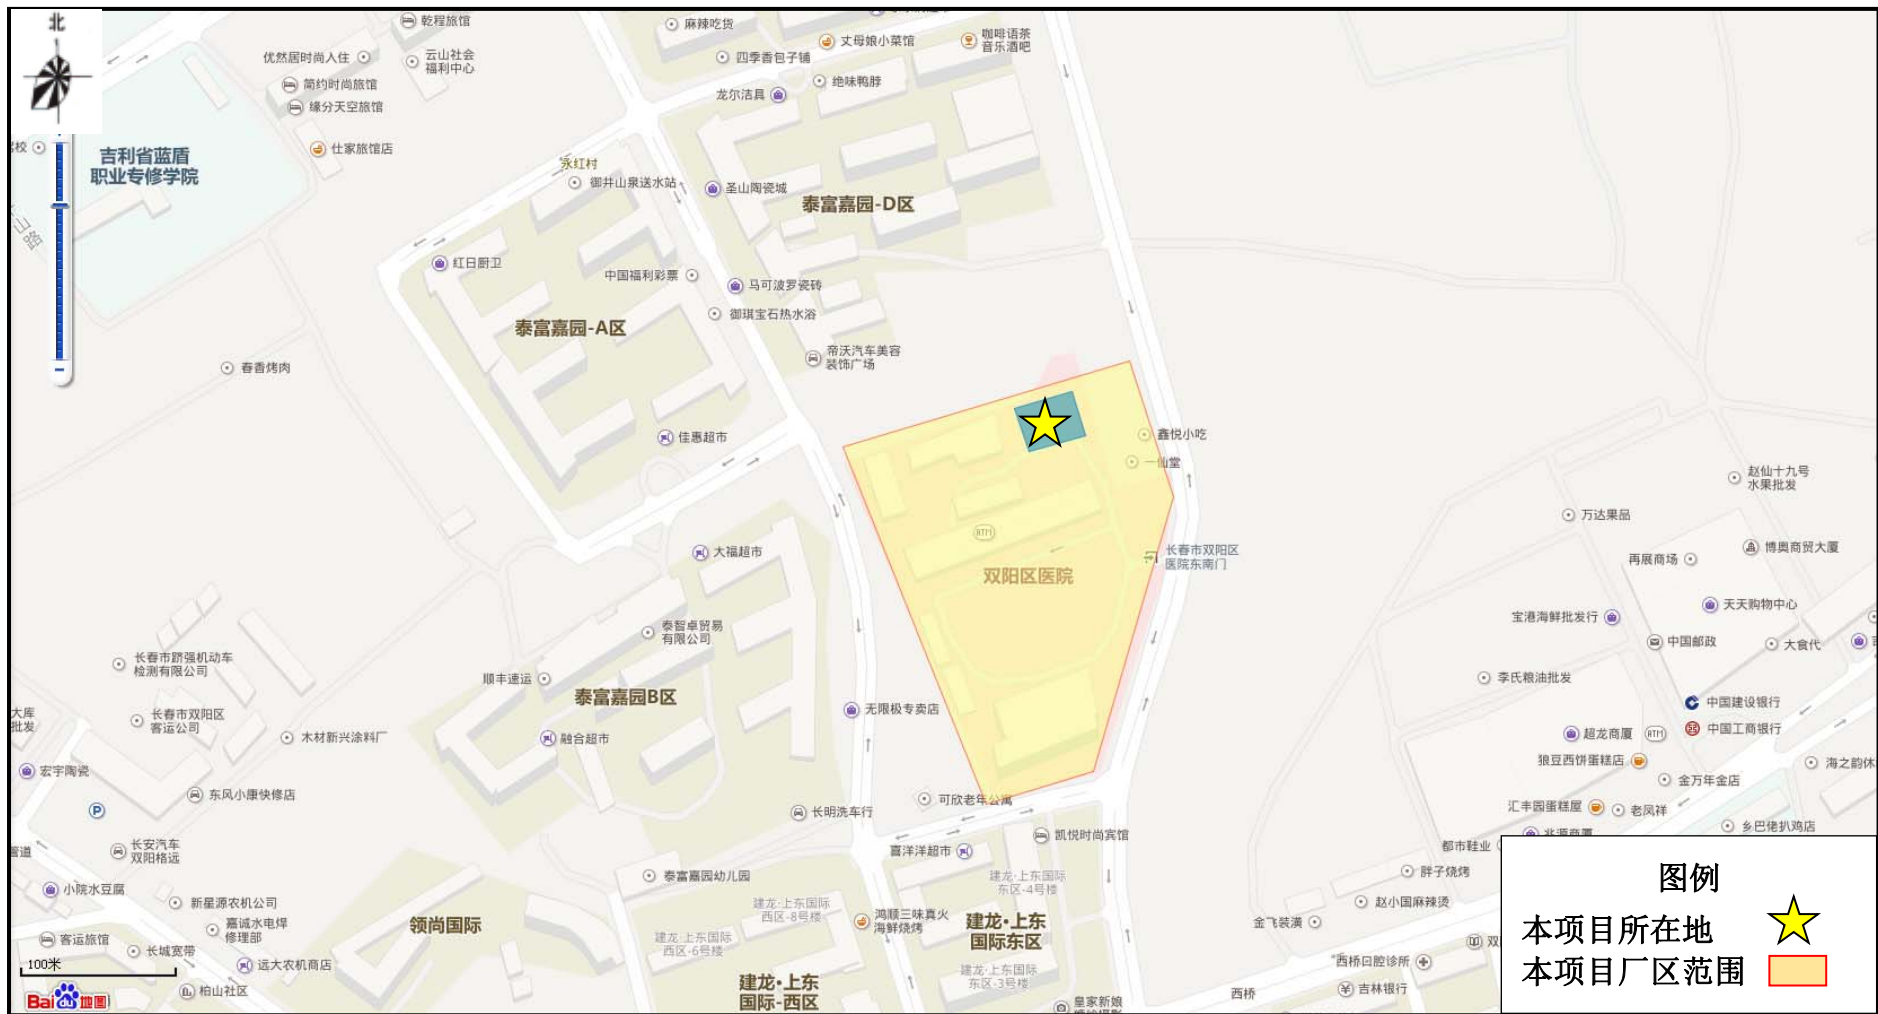 北
乾程旅馆
麻辣吃货
丈母娘小菜馆
咖啡语茶
音乐酒吧
优然居时尚人住
云山社会
福利中心
四季香包子铺
简约时尚旅馆
绝味鸭脖
龙尔洁具
缘分天空旅馆
校
仕家旅馆店
吉利省蓝盾
职业专修学院
永红村
御井山泉送水站
圣山陶瓷城
泰富嘉园-D区
山路
红日厨卫
中国福利彩票
马可波罗瓷砖
御琪宝石热水浴
泰富嘉园-A区
帝沃汽车美容
装饰广场
春香烤肉
佳惠超市
鑫悦小吃
一仙堂
赵仙十九号
水果批发
万达果品
ATM
大福超市
长春市双阳区
医院东南门
再展商场
博奥商贸大厦
双阳区医院
天天购物中心
宝港海鲜批发行
泰智卓贸易
有限公司
中国邮政
大食代
长春市跻强机动车
检测有限公司
顺丰速运
李氏粮油批发
泰富嘉园B区
中国建设银行
大库
批发
长春市双阳区
客运公司
无限极专卖店
木材新兴涂料厂
融合超市
超龙商厦
ATM
中国工商银行
狼豆西饼蛋糕店
海之韵休
宏宇陶瓷
金万年金店
东风小康快修店
可欣老年公寓
P
长明洗车行
汇丰园蛋糕屋
老凤祥
乡巴佬扒鸡店
凯悦时尚宾馆
兆源商厦
管道
长安汽车
双阳格远
喜洋洋超市
都市鞋业
胖子烧烤
泰富嘉园幼儿园
建龙·上东国际
东区-4号楼
图例
小院水豆腐
新星源农机公司
建龙·上东国际
西区-8号楼
赵小国麻辣烫
领尚国际
鸿顺三味真火
海鲜烧烤
建龙·上东
国际东区
金飞装潢
本项目所在地
嘉诚水电焊
修理部
客运旅馆
建龙·上东国际
西区-6号楼
双
长城宽带
100米
远大农机商店
西桥口腔诊所
本项目厂区范围
建龙·上东国际
东区-3号楼
建龙·上东
国际-西区
柏山社区
西桥
吉林银行
Bai du 地图
皇家新娘